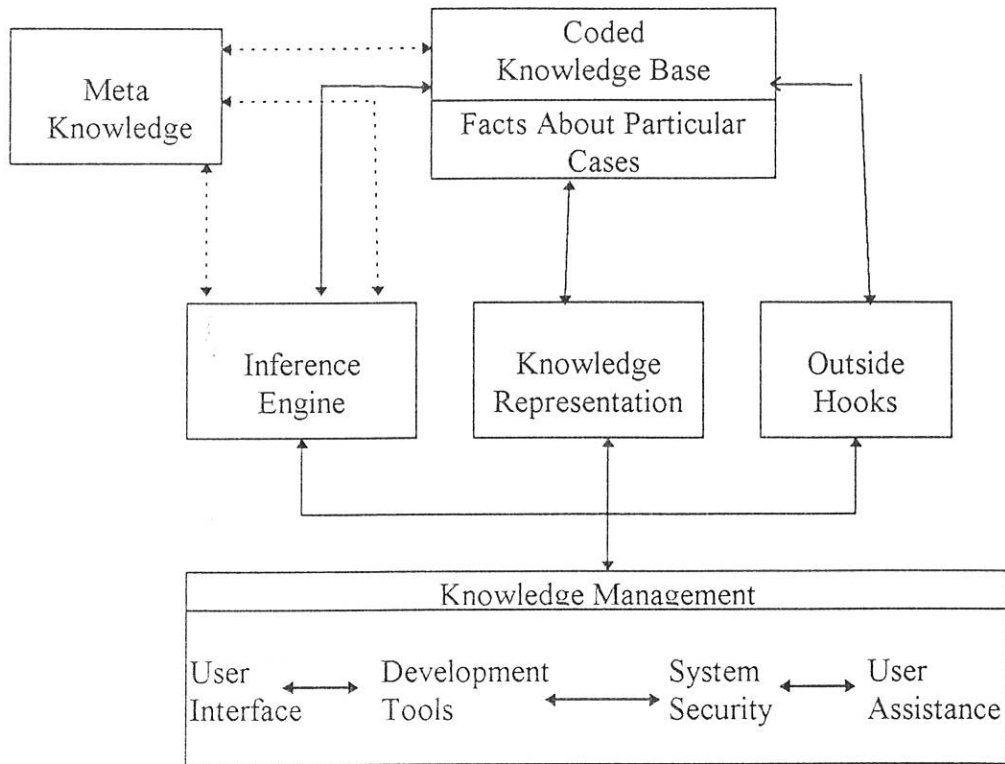 Meta
Knowledge
Coded
Knowledge Base
Facts About Particular
Cases
Inference
Engine
Knowledge
Representation
Outside
Hooks
Knowledge Management
User
Interface
Development
Tools
System
Security
User
Assistance